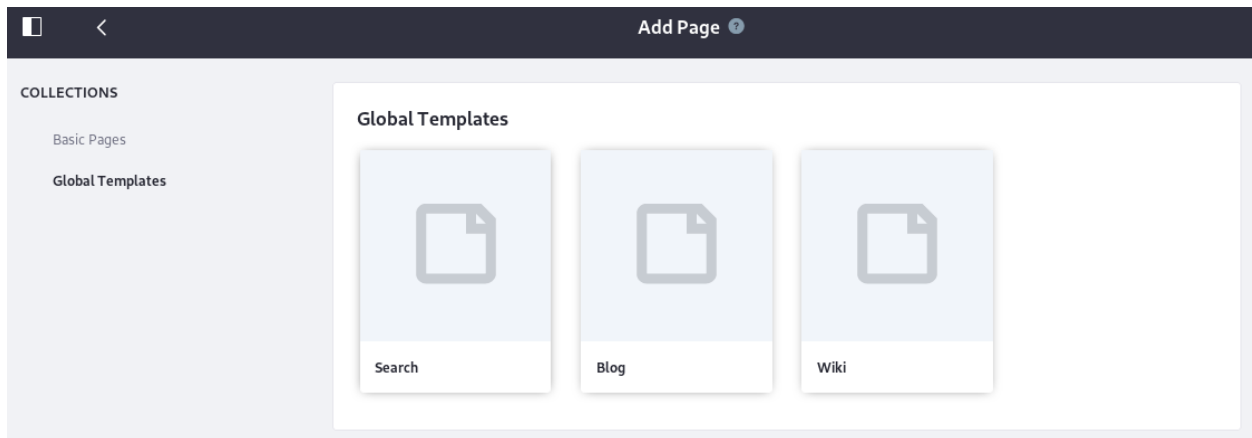 Add Page ?
COLLECTIONS
Basic Pages
Global Templates
Global Templates
Search
Blog
Wiki